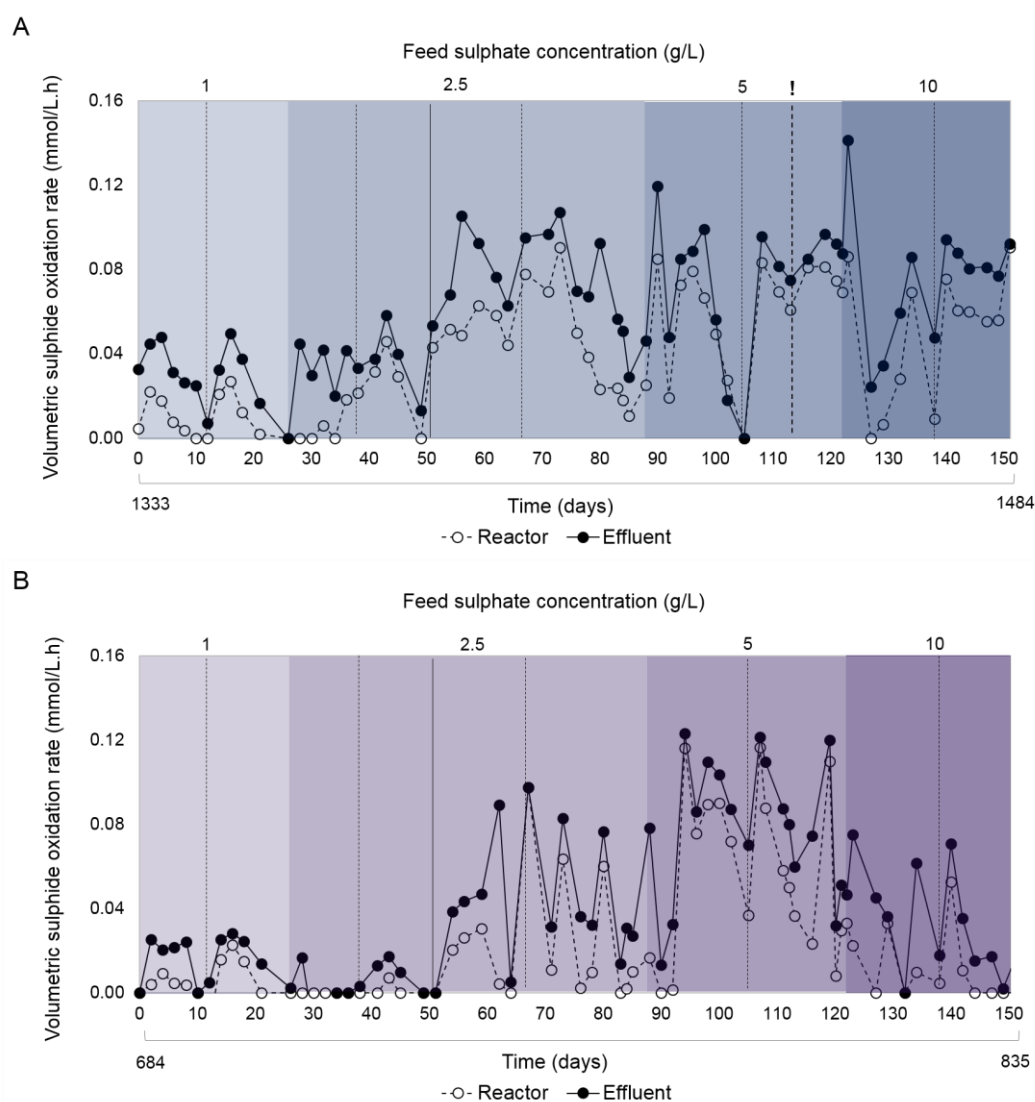 A
Feed sulphate concentration (g/L)
1 2.5 5 ! 10
Volumetric sulphide oxidation rate (mmol/L.h)
0.16
0.12
0.08
0.04
0.00
0 10 20 30 40 50 60 70 80 90 100 110 120 130 140 150
1333 Time (days) 1484
Reactor Effluent
B
Feed sulphate concentration (g/L)
1 2.5 5 10
Volumetric sulphide oxidation rate (mmol/L.h)
0.16
0.12
0.08
0.04
0.00
0 10 20 30 40 50 60 70 80 90 100 110 120 130 140 150
684 Time (days) 835
Reactor Effluent